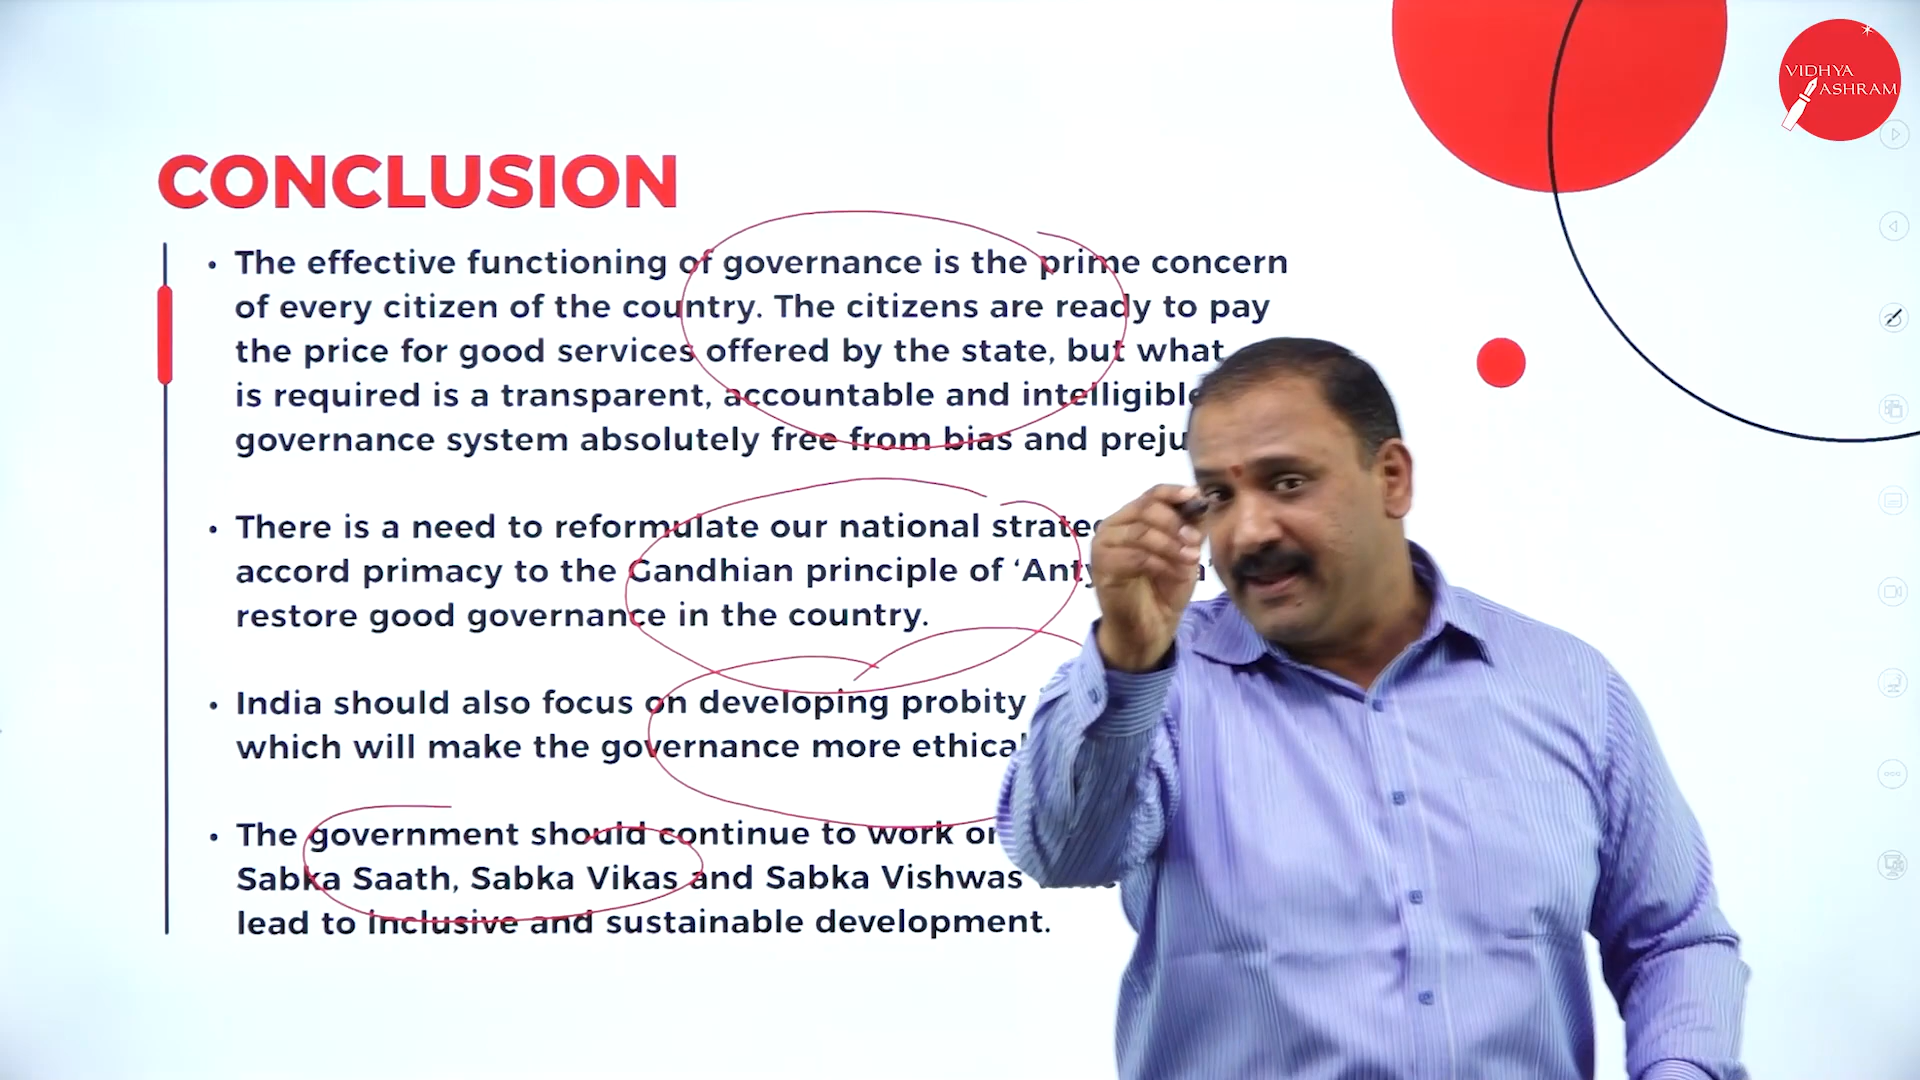 VIDHYA
ASHRAM
CONCLUSION
• The effective functioning of governance is the prime concern
of every citizen of the country. The citizens are ready to pay
the price for good services offered by the state, but what
is required is a transparent, accountable and intelligible
governance system absolutely free from bias and
• There is a need to reformulate our national
accord primacy to the Gandhian principle of
restore good governance in the country.
• India should also focus on developing probity
which will make the governance more
• The government should continue to work
Sabka Saath, Sabka Vikas and Sabka Vishwas
lead to inclusive and sustainable development.